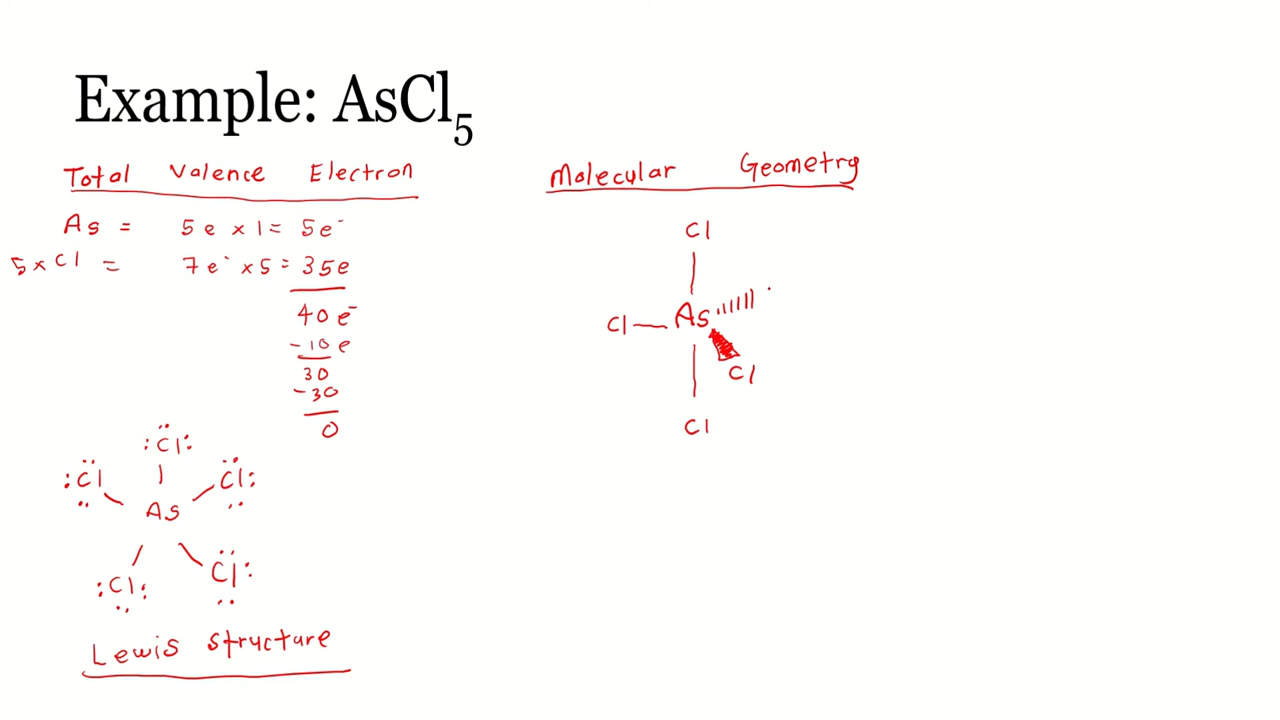 Example: AsCl5
Total Valence Electron
As = 5e x 1 = 5e-
5 x Cl = 7e- x 5 = 35e
40e-
-10e
30
-30
0
:Cl:
:Cl Cl:
As
:Cl: Cl:
Lewis structure
Molecular Geometry
Cl
Cl As
Cl
Cl